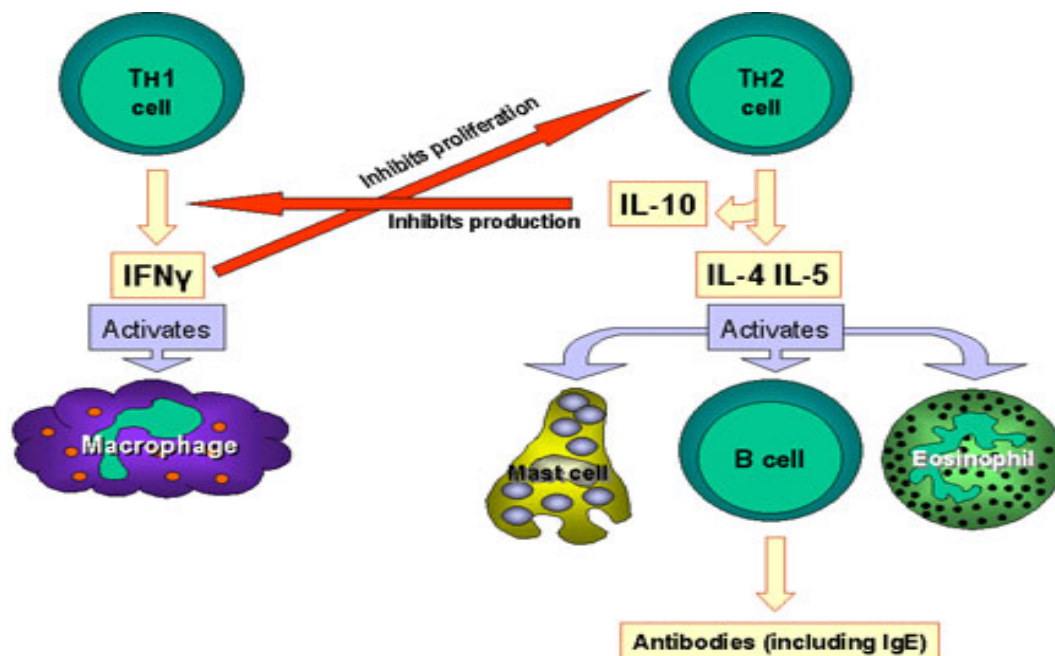 TH1
cell
TH2
cell
Inhibits proliferation
Inhibits production
IL-10
IFNγ
IL-4 IL-5
Activates
Activates
Macrophage
Mast cell
B cell
Eosinophil
Antibodies (including IgE)